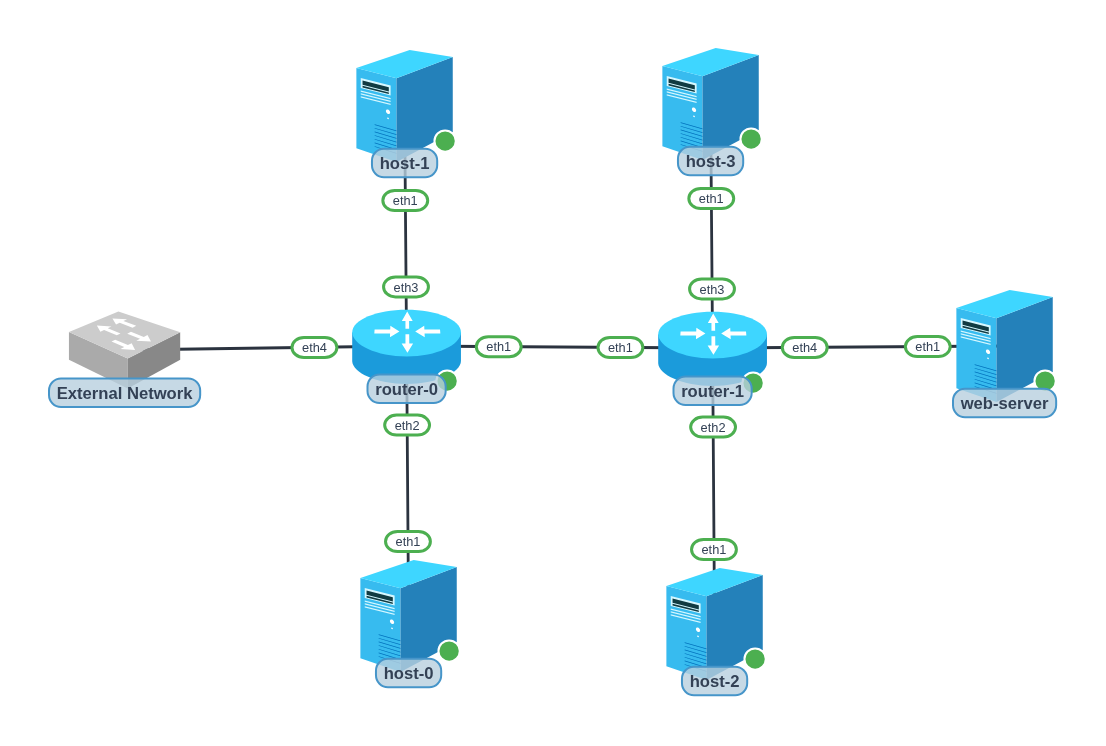 host-1
host-3
eth1
eth1
eth3
eth3
eth4
eth1
eth1
eth4
eth1
External Network
router-0
router-1
web-server
eth2
eth2
eth1
eth1
host-0
host-2